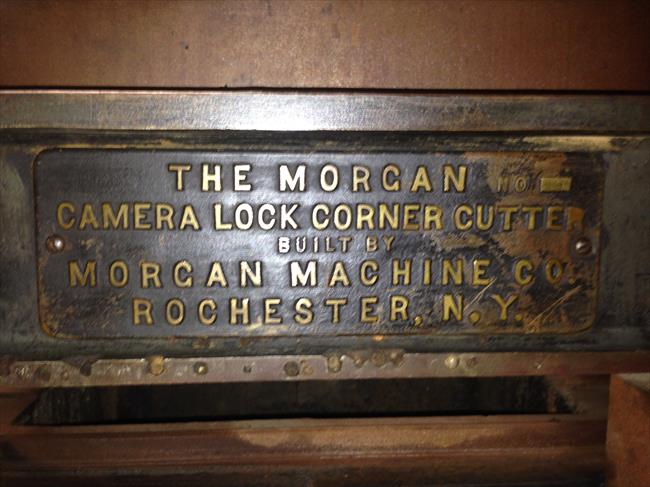 THE MORGAN NO.
CAMERA LOCK CORNER CUTTER
BUILT BY
MORGAN MACHINE CO.
ROCHESTER, N.Y.